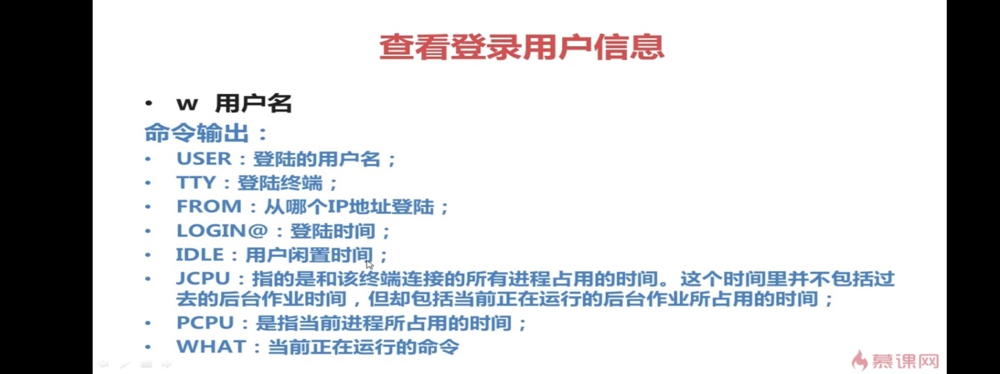 查看登录用户信息
• w 用户名
命令输出：
• USER：登陆的用户名；
• TTY：登陆终端；
• FROM：从哪个IP地址登陆；
• LOGIN@：登陆时间；
• IDLE：用户闲置时间；
• JCPU：指的是和该终端连接的所有进程占用的时间。这个时间里并不包括过
去的后台作业时间，但却包括当前正在运行的后台作业所占用的时间；
• PCPU：是指当前进程所占用的时间；
• WHAT：当前正在运行的命令
慕课网